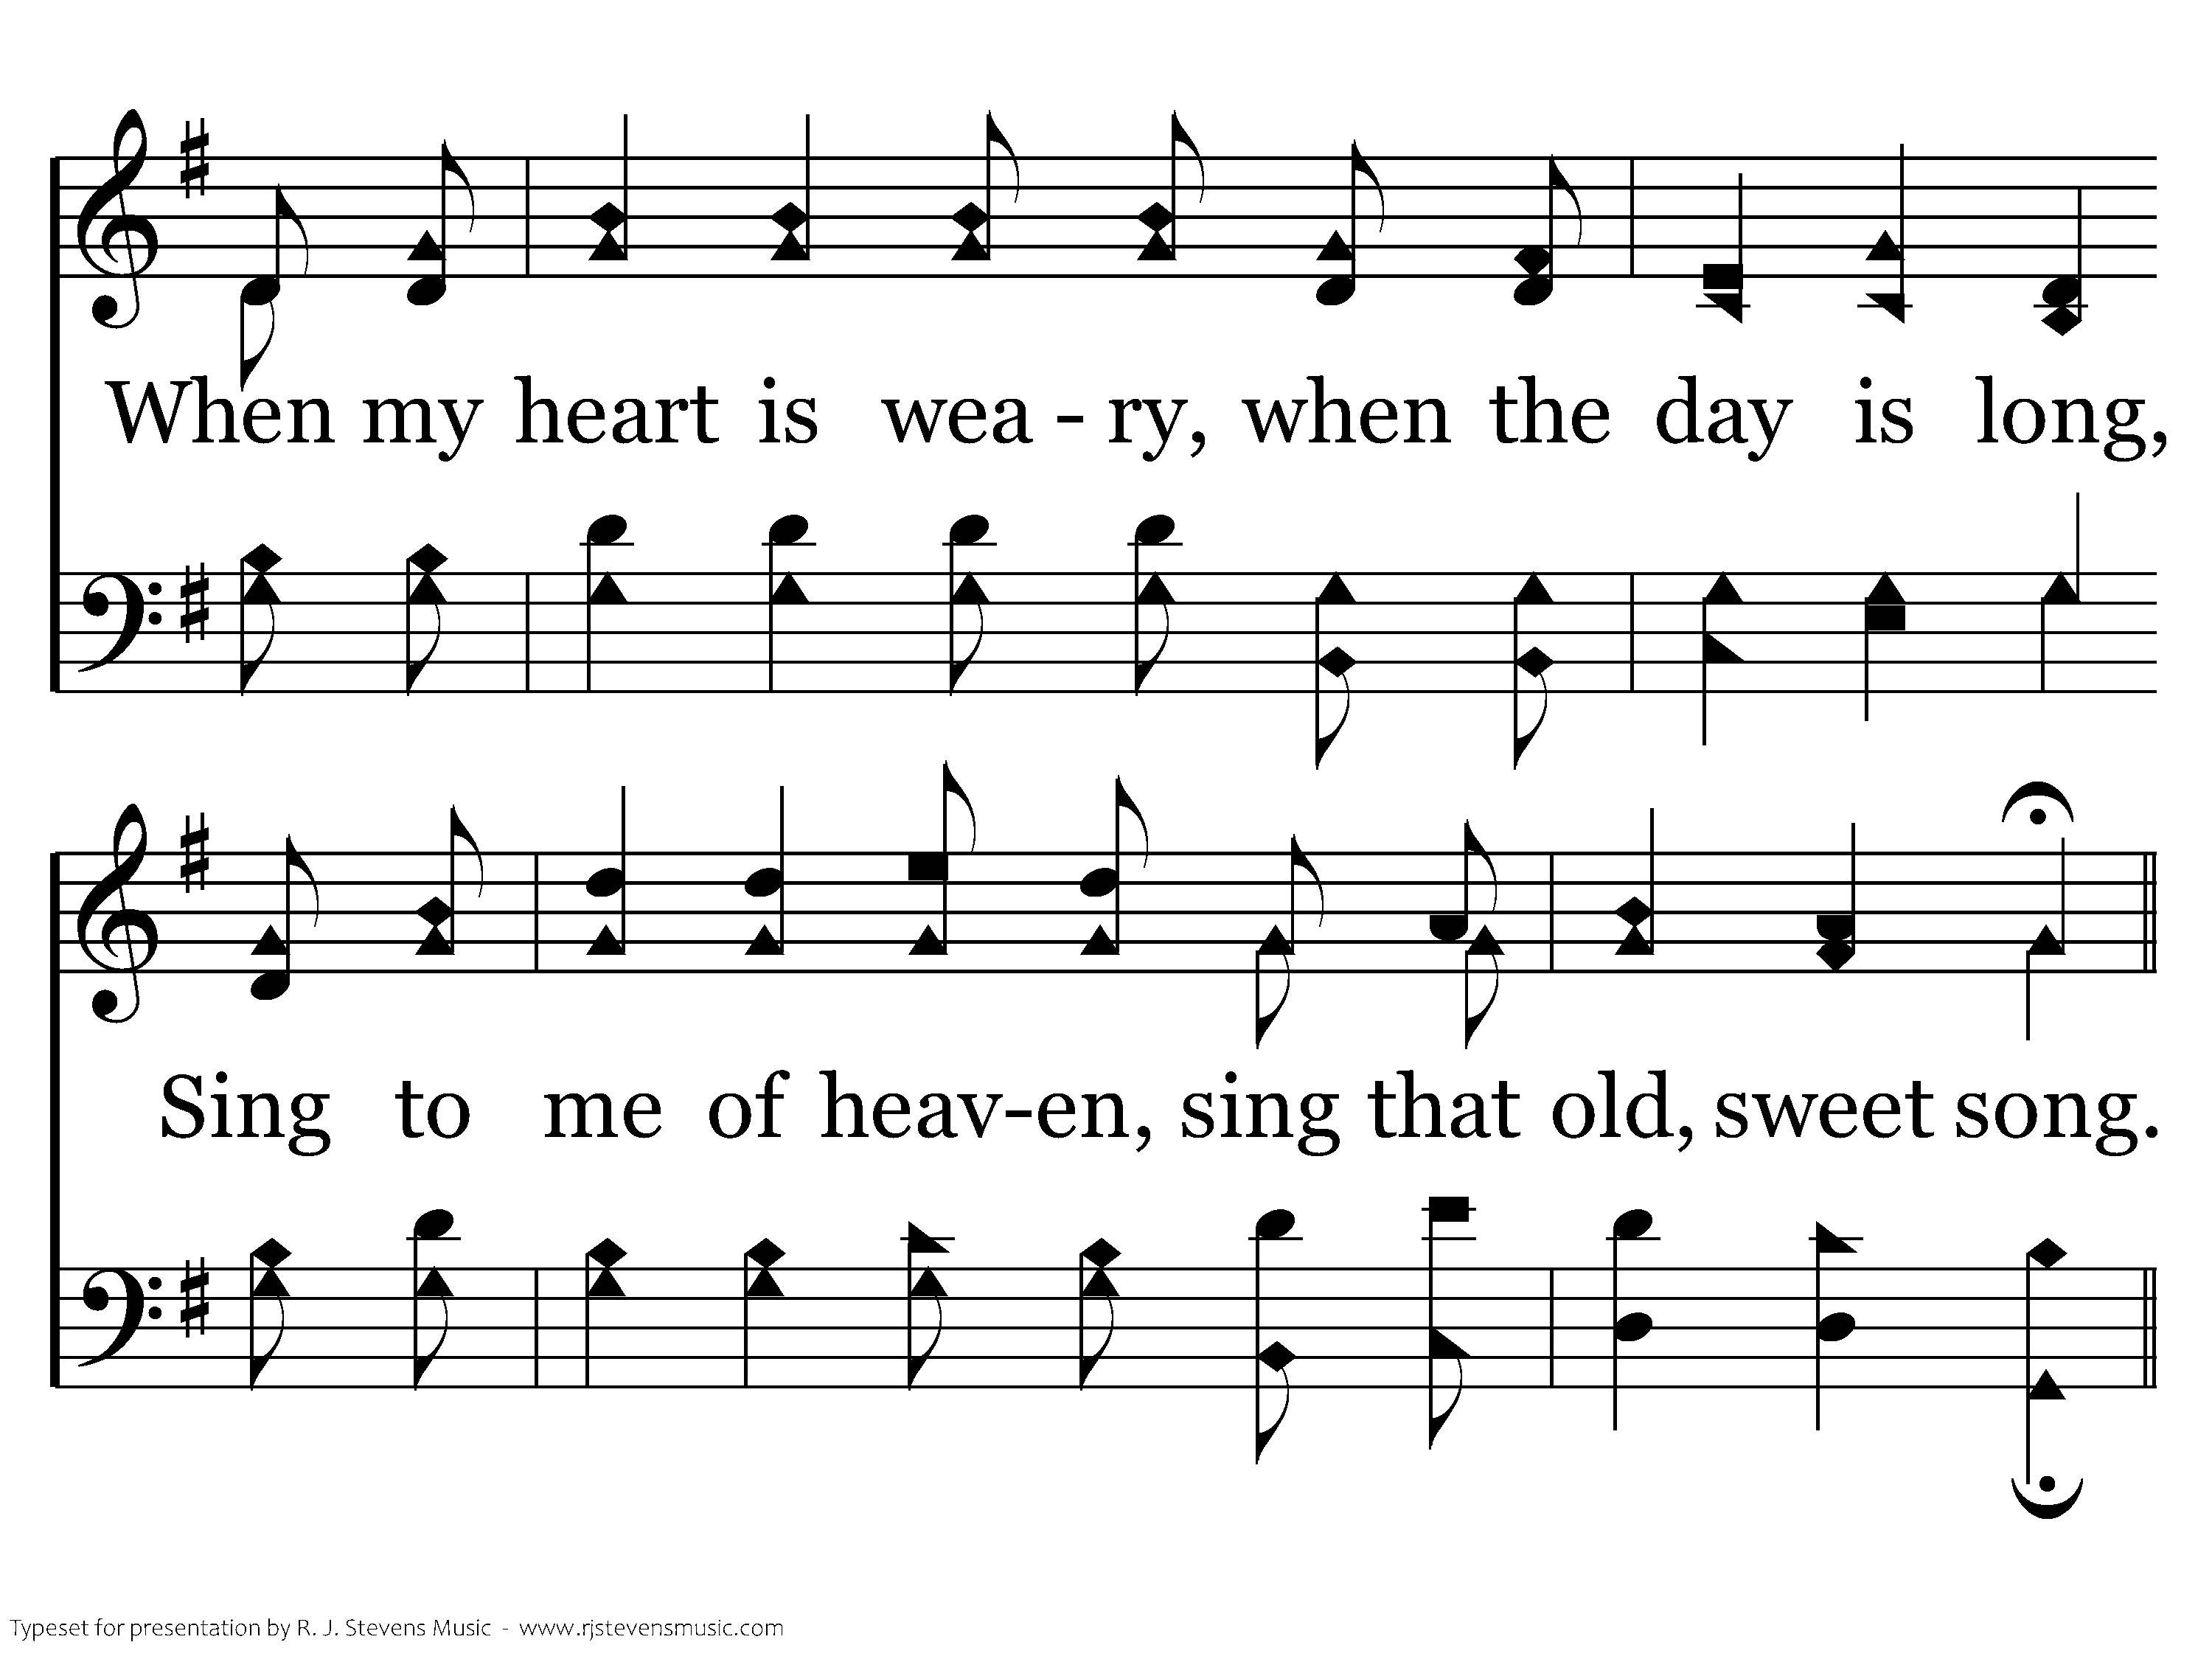 When my heart is wea - ry, when the day is long,
Sing to me of heav-en, sing that old, sweet song.
Typeset for presentation by R. J. Stevens Music - www.rjstevensmusic.com